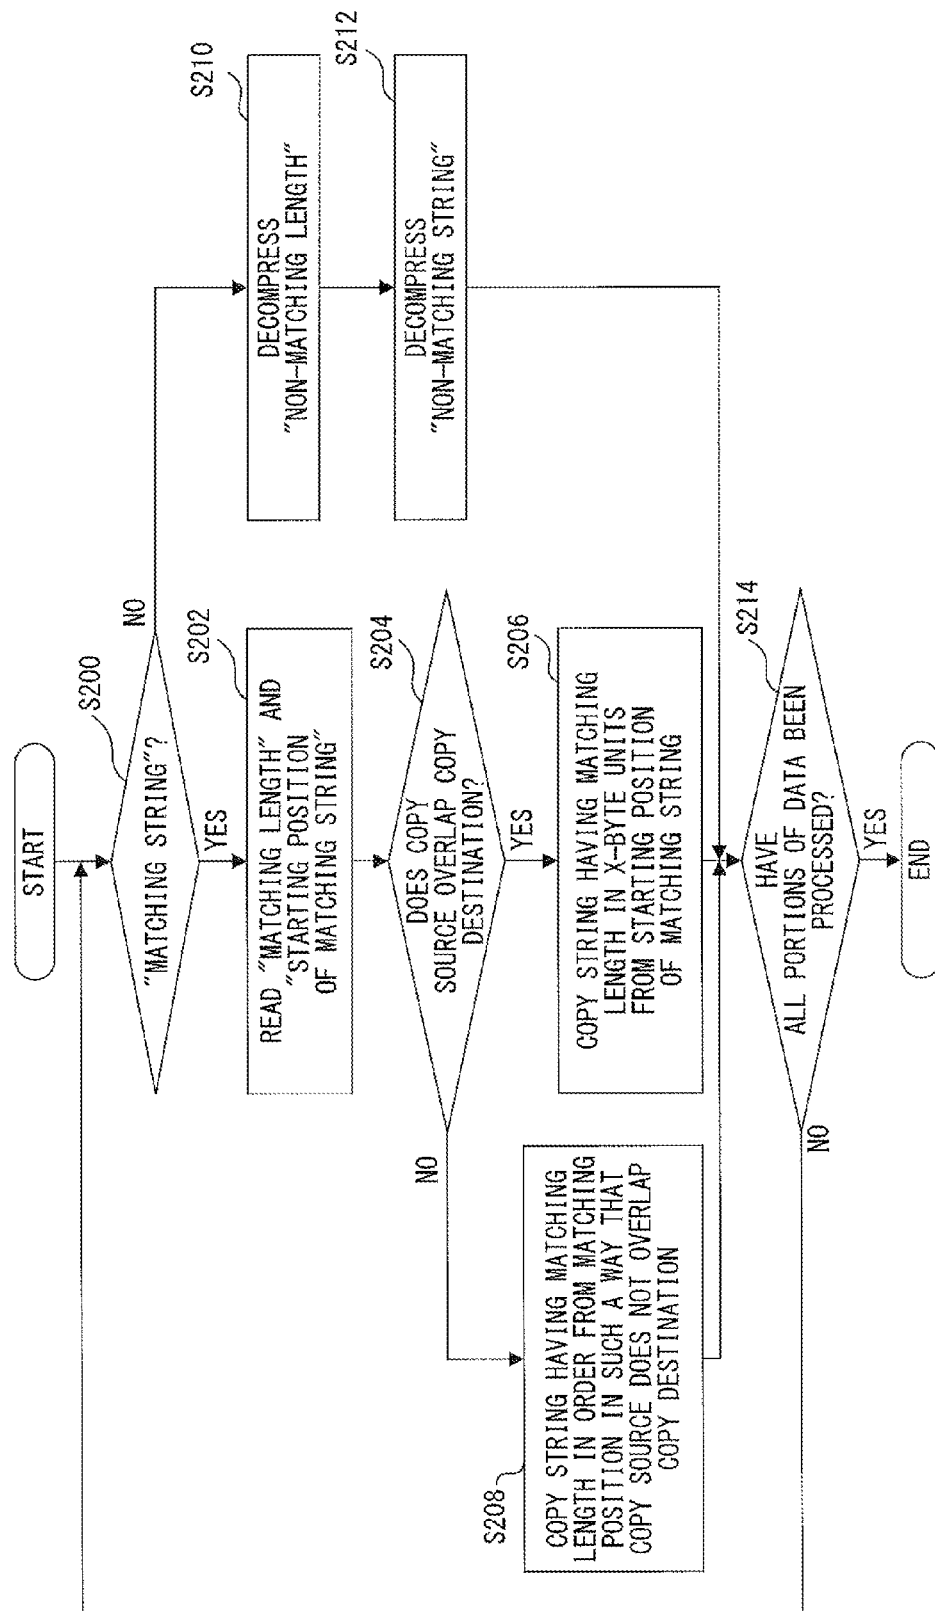 START
S200
"MATCHING STRING"?
NO
YES
S202
READ "MATCHING LENGTH" AND
"STARTING POSITION
OF MATCHING STRING"
S204
DOES COPY
SOURCE OVERLAP COPY
DESTINATION?
NO
YES
S206
COPY STRING HAVING MATCHING
LENGTH IN X-BYTE UNITS
FROM STARTING POSITION
OF MATCHING STRING
S208
COPY STRING HAVING MATCHING
LENGTH IN ORDER FROM MATCHING
POSITION IN SUCH A WAY THAT
COPY SOURCE DOES NOT OVERLAP
COPY DESTINATION
S210
DECOMPRESS
"NON-MATCHING LENGTH"
S212
DECOMPRESS
"NON-MATCHING STRING"
S214
HAVE
ALL PORTIONS OF DATA BEEN
PROCESSED?
NO
YES
END